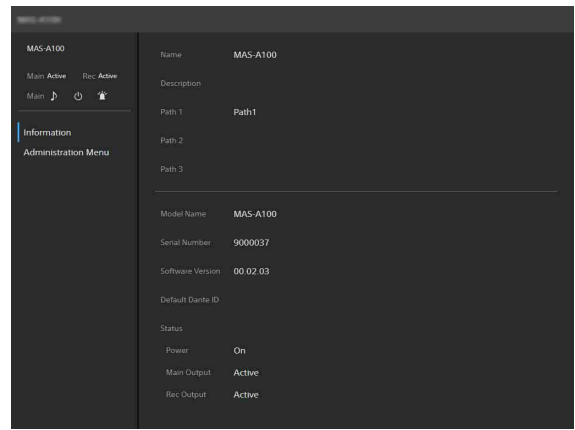 MAS-A100
Main Active Rec Active
Main
Information
Administration Menu
Name MAS-A100
Description
Path 1 Path1
Path 2
Path 3
Model Name MAS-A100
Serial Number 9000037
Software Version 00.02.03
Default Dante ID
Status
Power On
Main Output Active
Rec Output Active